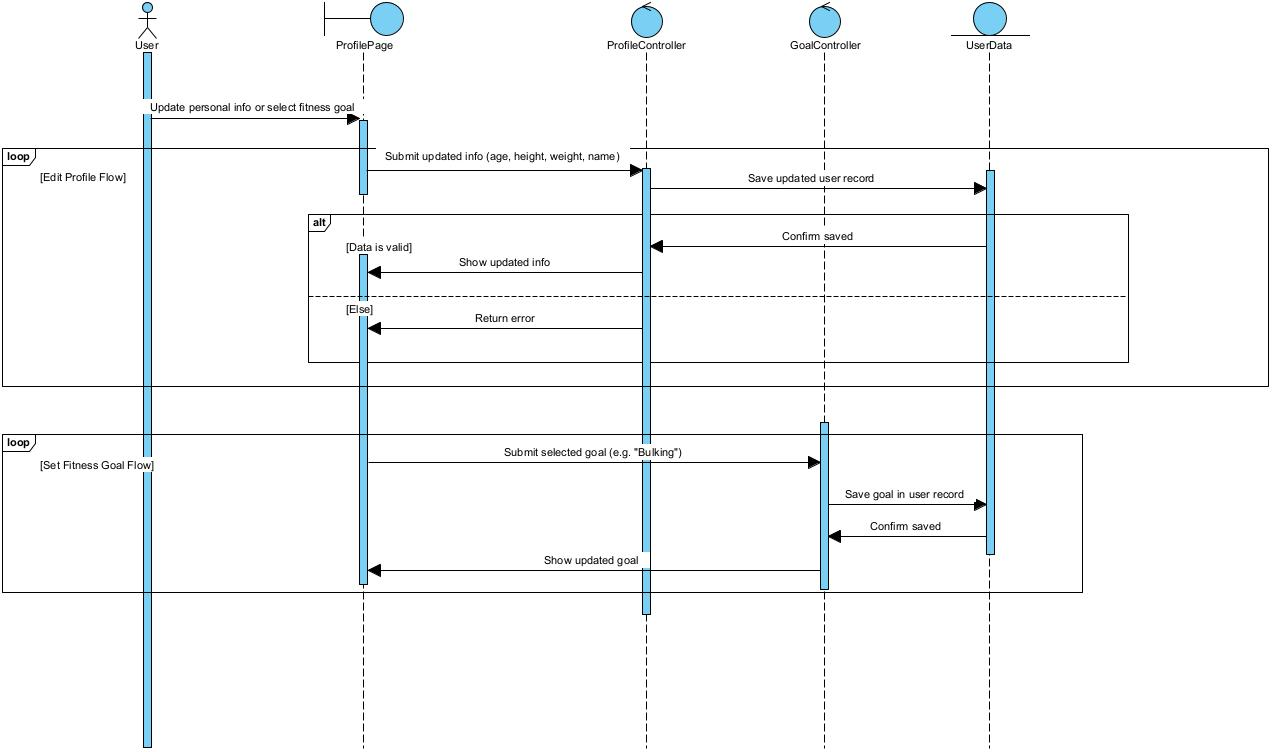 User
ProfilePage
ProfileController
GoalController
UserData
Update personal info or select fitness goal
loop
Submit updated info (age, height, weight, name)
[Edit Profile Flow]
Save updated user record
alt
Confirm saved
[Data is valid]
Show updated info
[Else]
Return error
loop
Submit selected goal (e.g. "Bulking")
[Set Fitness Goal Flow]
Save goal in user record
Confirm saved
Show updated goal